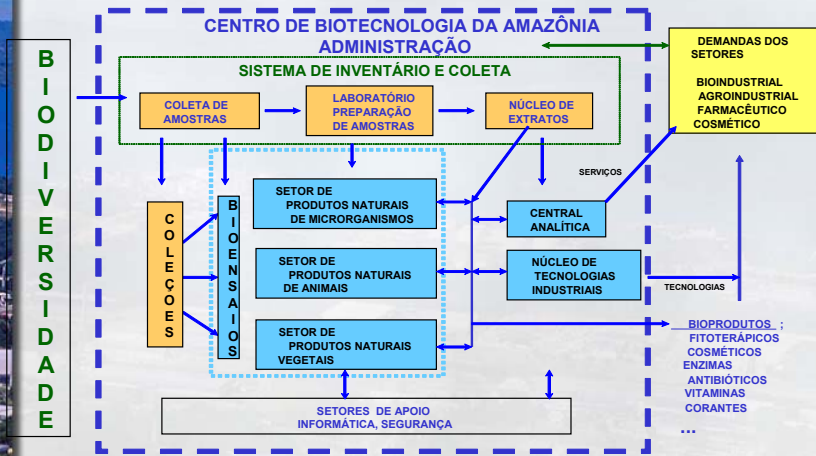 CENTRO DE BIOTECNOLOGIA DA AMAZÔNIA
ADMINISTRAÇÃO
BIODIVERSIDADE
SISTEMA DE INVENTÁRIO E COLETA
COLETA DE
AMOSTRAS
LABORATÓRIO
PREPARAÇÃO
DE AMOSTRAS
NÚCLEO DE
EXTRATOS
DEMANDAS DOS
SETORES
BIOINDUSTRIAL
AGROINDUSTRIAL
FARMACÊUTICO
COSMÉTICO
COLEÇOES
BIOENSAIOS
SETOR DE
PRODUTOS NATURAIS
DE MICRORGANISMOS
SETOR DE
PRODUTOS NATURAIS
DE ANIMAIS
SETOR DE
PRODUTOS NATURAIS
VEGETAIS
SERVIÇOS
CENTRAL
ANALÍTICA
NÚCLEO DE
TECNOLOGIAS
INDUSTRIAIS
TECNOLOGIAS
BIOPRODUTOS ;
FITOTERÁPICOS
COSMÉTICOS
ENZIMAS
ANTIBIÓTICOS
VITAMINAS
CORANTES
...
SETORES DE APOIO
INFORMÁTICA, SEGURANÇA